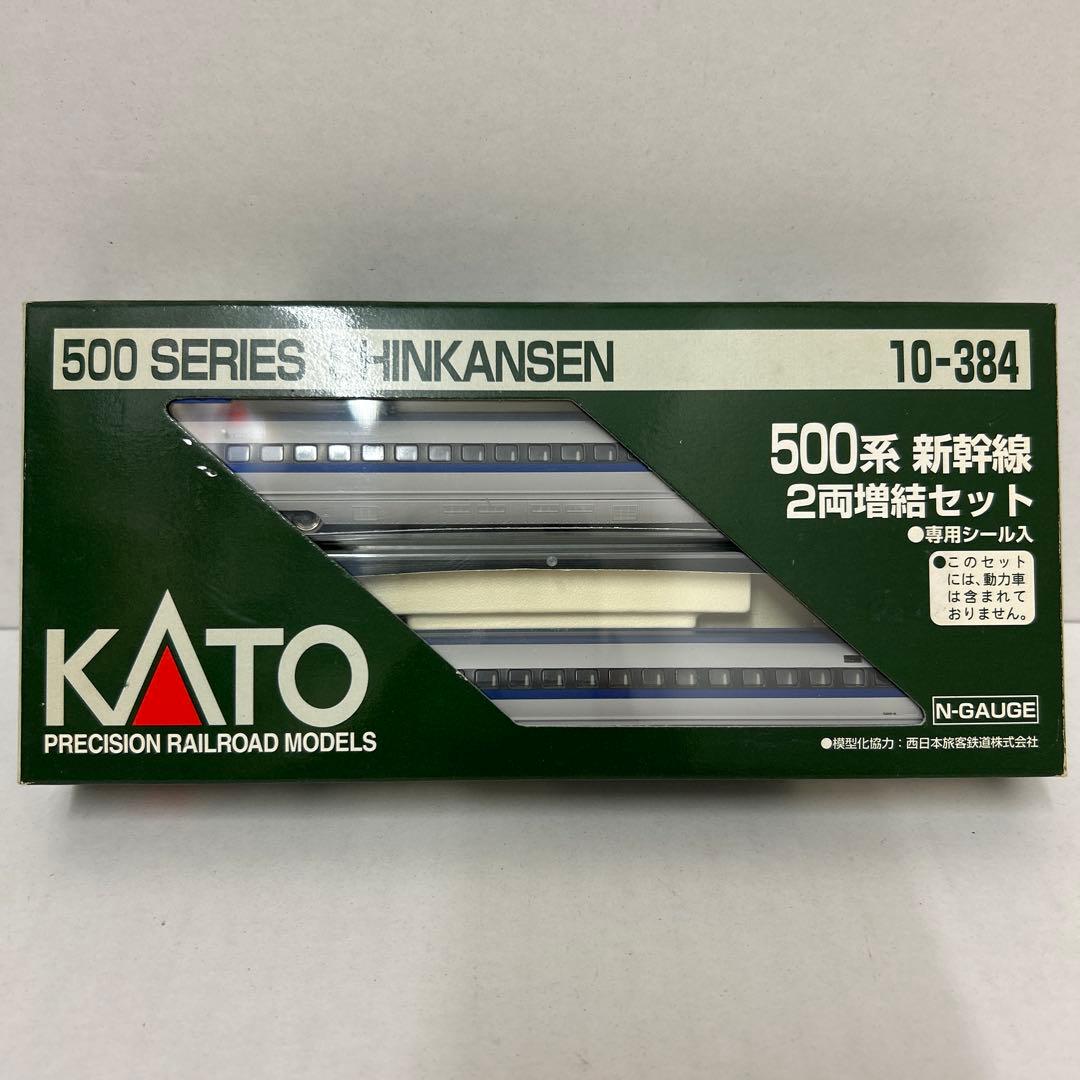 500 SERIES SHINKANSEN
10-384
500系 新幹線
2両増結セット
●専用シール入
●このセット
には、動力車
は含まれて
おりません。
KATO
PRECISION RAILROAD MODELS
N-GAUGE
●模型化協力：西日本旅客鉄道株式会社